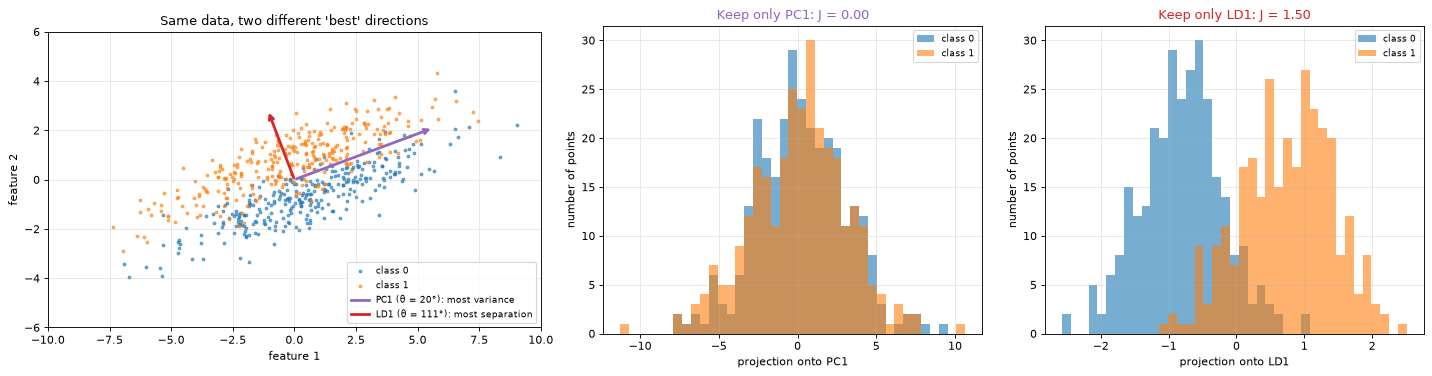 Same data, two different 'best' directions
6
4
2
0
−2
−4
−6
feature 2
class 0
class 1
PC1 (θ = 20°): most variance
LD1 (θ = 111°): most separation
−10.0
−7.5
−5.0
−2.5
0.0
2.5
5.0
7.5
10.0
feature 1
Keep only PC1: J = 0.00
30
25
20
15
10
5
0
number of points
class 0
class 1
−10
−5
0
5
10
projection onto PC1
Keep only LD1: J = 1.50
30
25
20
15
10
5
0
number of points
class 0
class 1
−2
−1
0
1
2
projection onto LD1